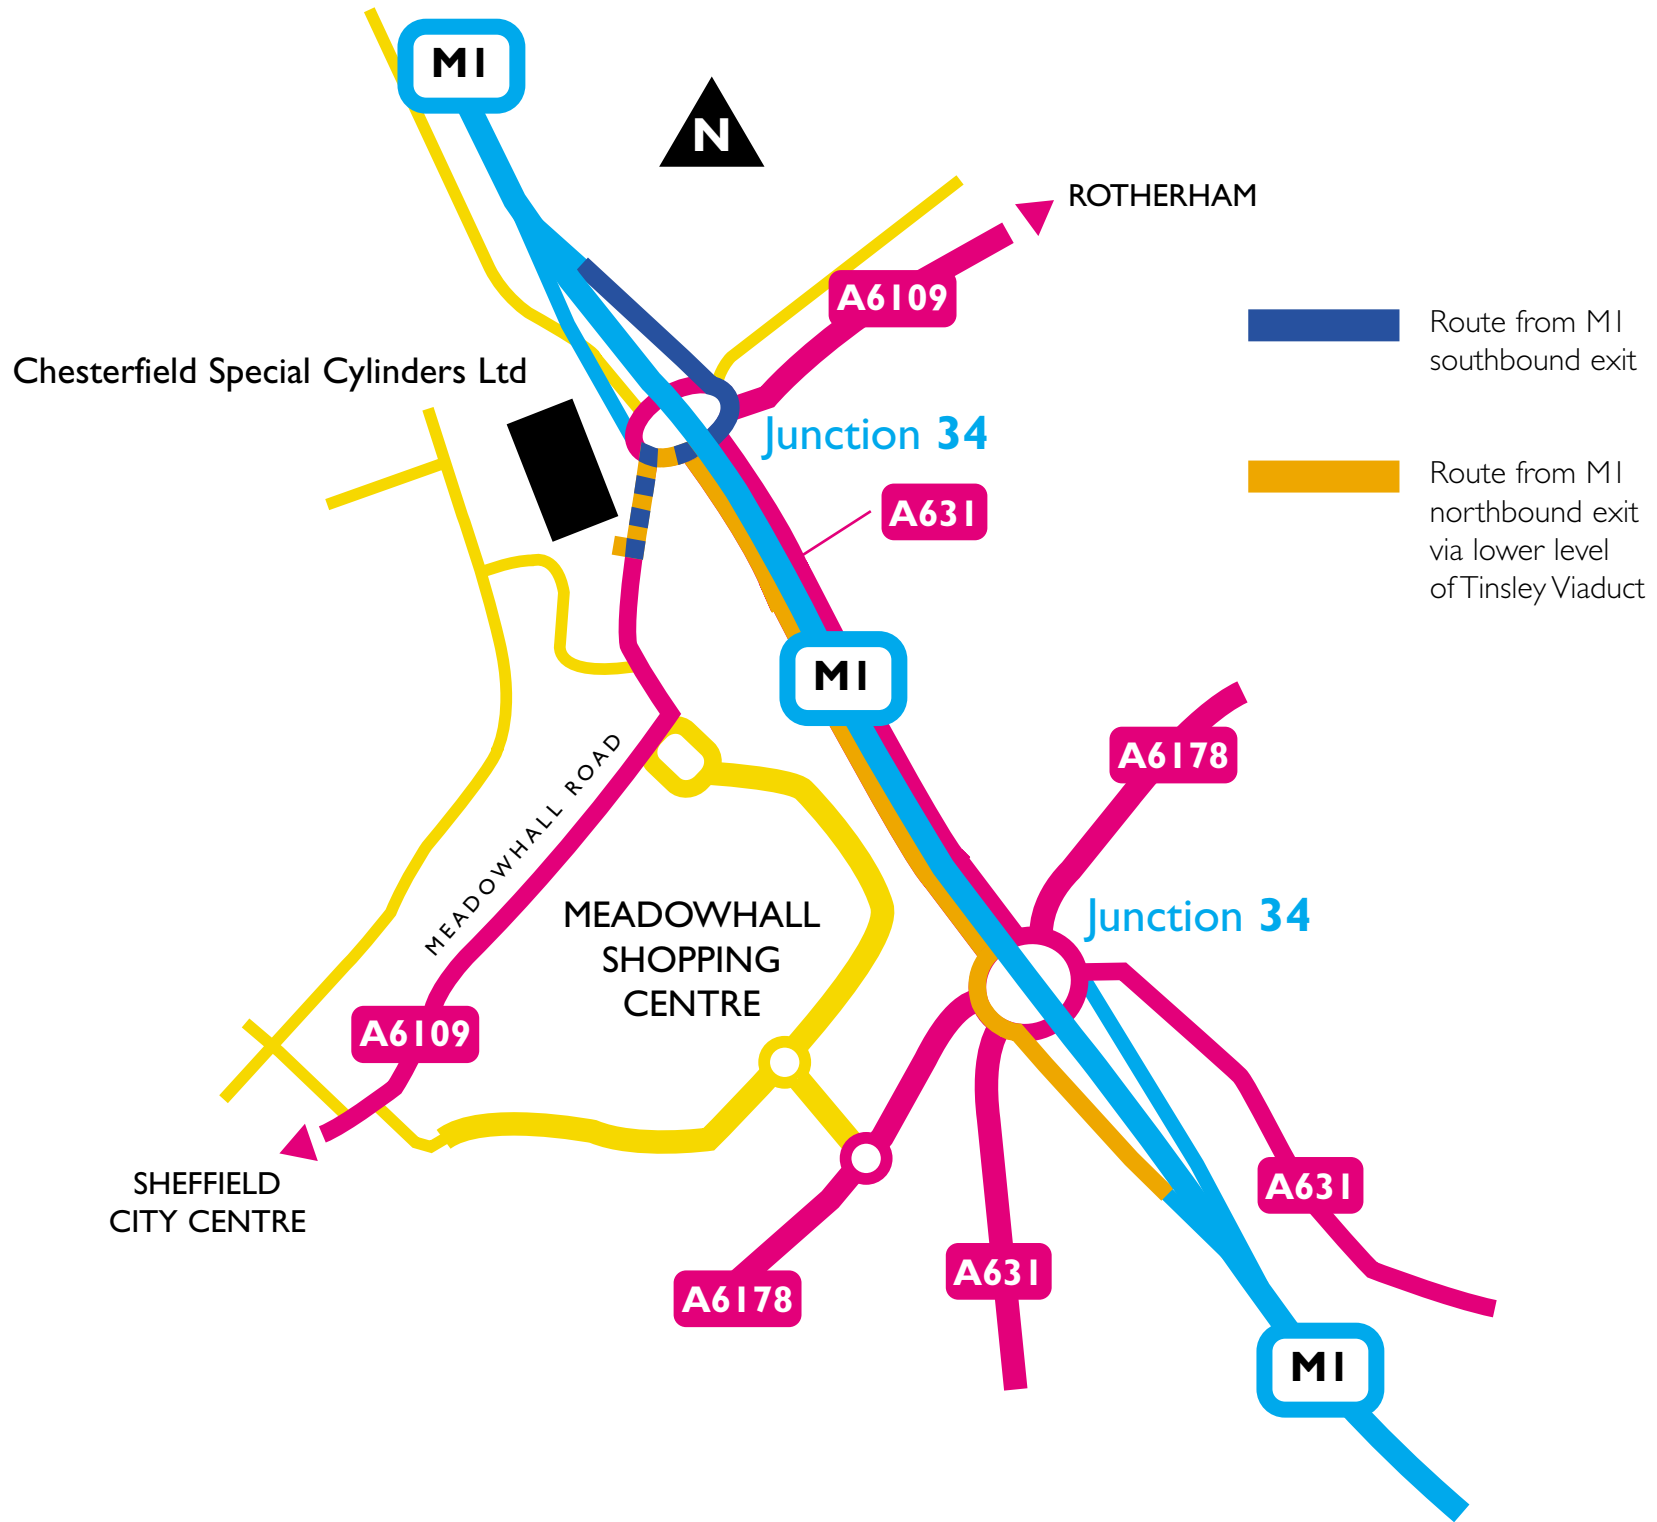 M1
N
ROTHERHAM
A6109
Route from M1
southbound exit
Chesterfield Special Cylinders Ltd
Junction 34
Route from M1
northbound exit
via lower level
of Tinsley Viaduct
A631
M1
A6178
MEADOWHALL ROAD
MEADOWHALL
SHOPPING
CENTRE
Junction 34
A6109
SHEFFIELD
CITY CENTRE
A631
A631
A6178
M1